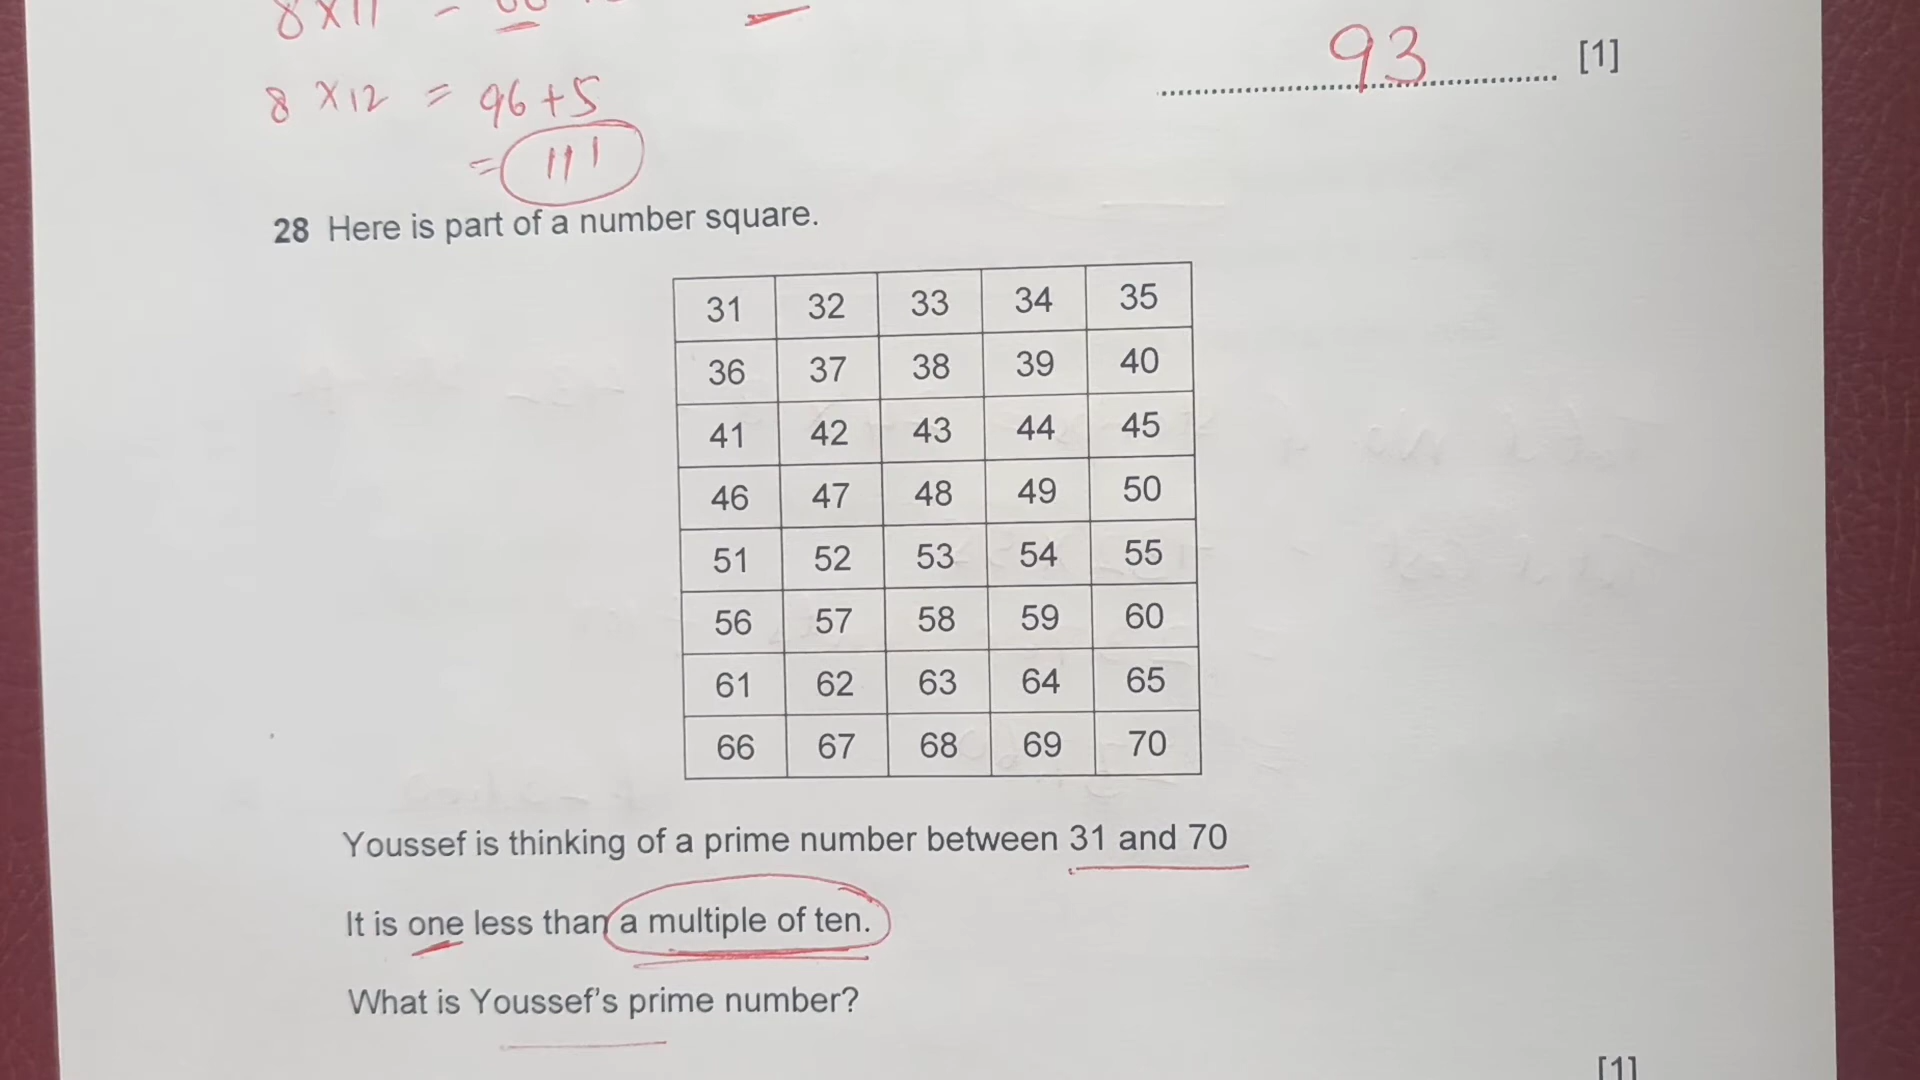 8 x 11 =
93 [1]
8 x 12 = 96 + 5
= 111
28 Here is part of a number square.
31 32 33 34 35
36 37 38 39 40
41 42 43 44 45
46 47 48 49 50
51 52 53 54 55
56 57 58 59 60
61 62 63 64 65
66 67 68 69 70
Youssef is thinking of a prime number between 31 and 70
It is one less than a multiple of ten.
What is Youssef's prime number?
[1]